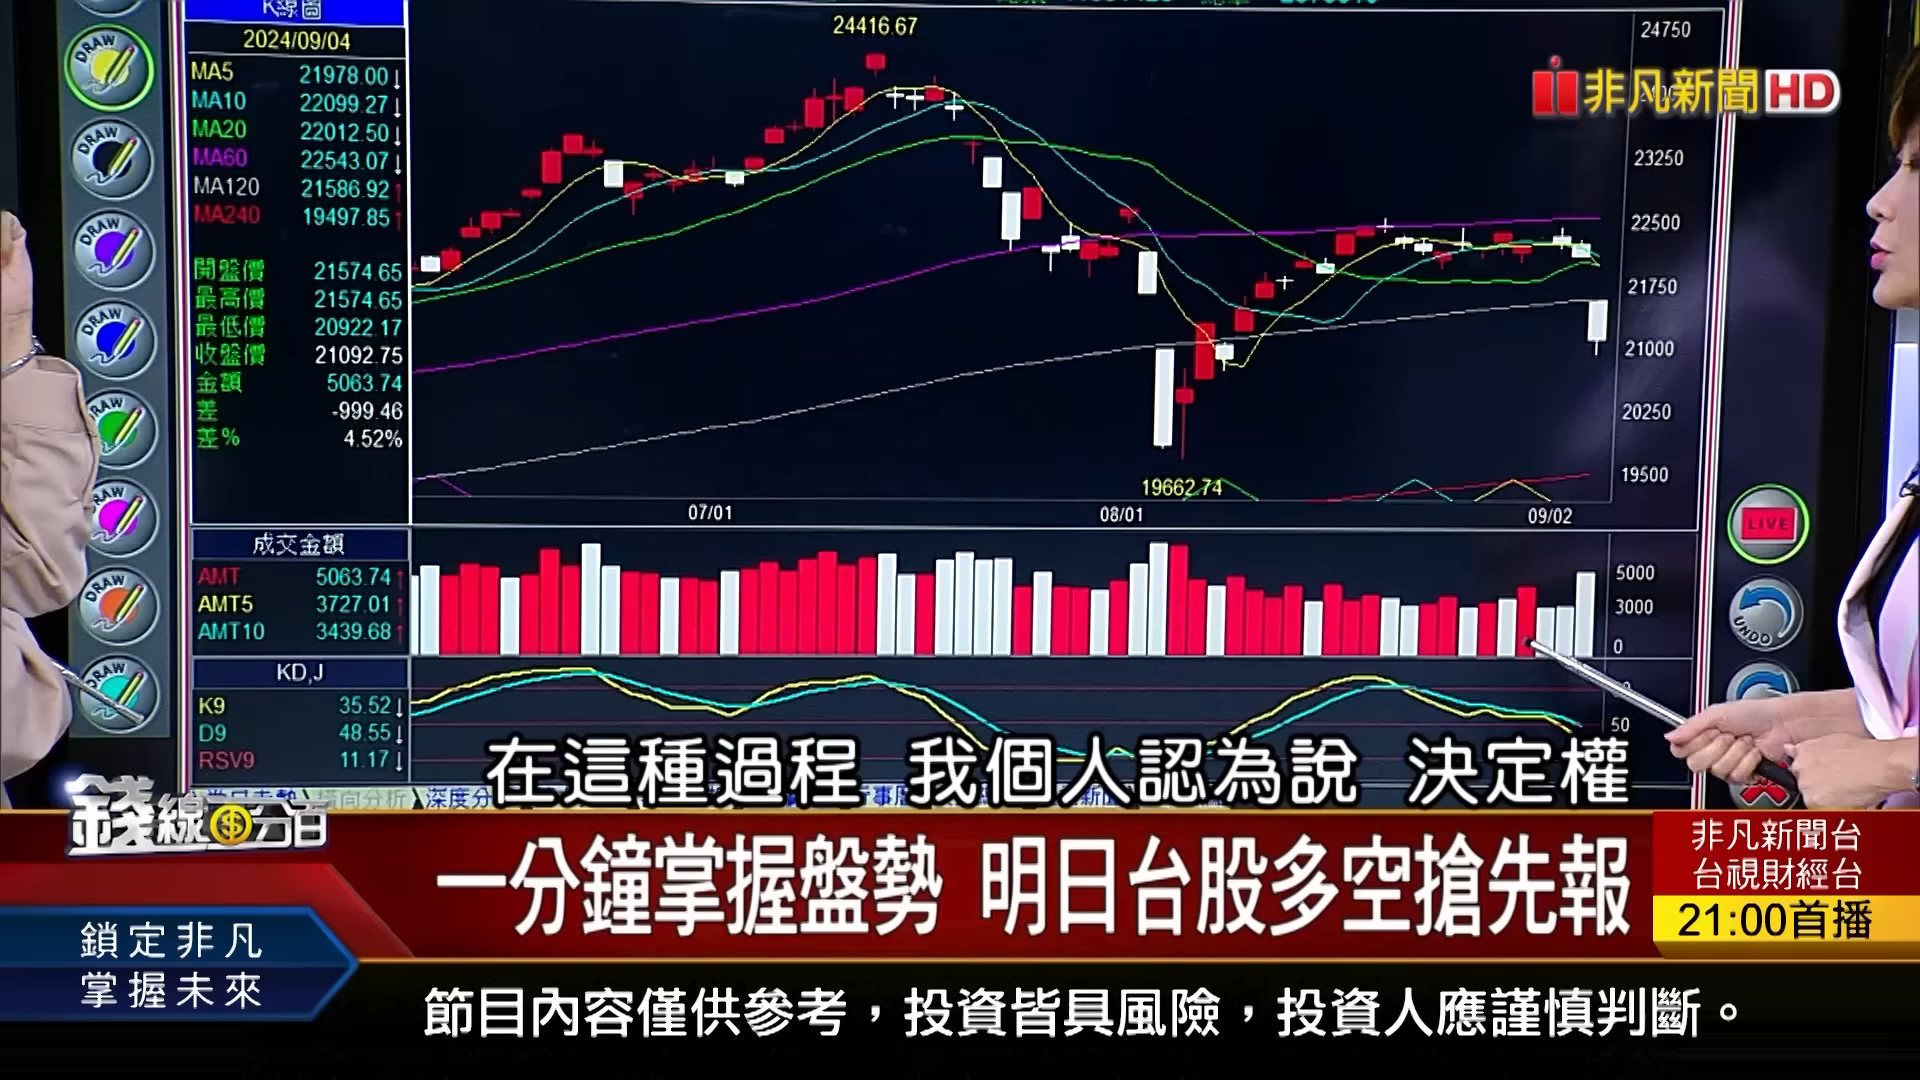 K線圖
2024/09/04
MA5 21978.00↓
MA10 22099.27↓
MA20 22012.50↓
MA60 22543.07↓
MA120 21586.92↑
MA240 19497.85↑
開盤價 21574.65
最高價 21574.65
最低價 20922.17
收盤價 21092.75
金額 5063.74
差 -999.46
差% 4.52%
24416.67
19662.74
24750
23250
22500
21750
21000
20250
19500
07/01
08/01
09/02
成交金額
AMT 5063.74↑
AMT5 3727.01↑
AMT10 3439.68↑
5000
3000
0
KD,J
K9 35.52↓
D9 48.55↓
RSV9 11.17↓
50
DRAW
DRAW
DRAW
DRAW
DRAW
DRAW
DRAW
DRAW
LIVE
UNDO
非凡新聞HD
在這種過程 我個人認為說 決定權
錢線百分百
一分鐘掌握盤勢 明日台股多空搶先報
非凡新聞台
台視財經台
21:00首播
鎖定非凡
掌握未來
節目內容僅供參考，投資皆具風險，投資人應謹慎判斷。